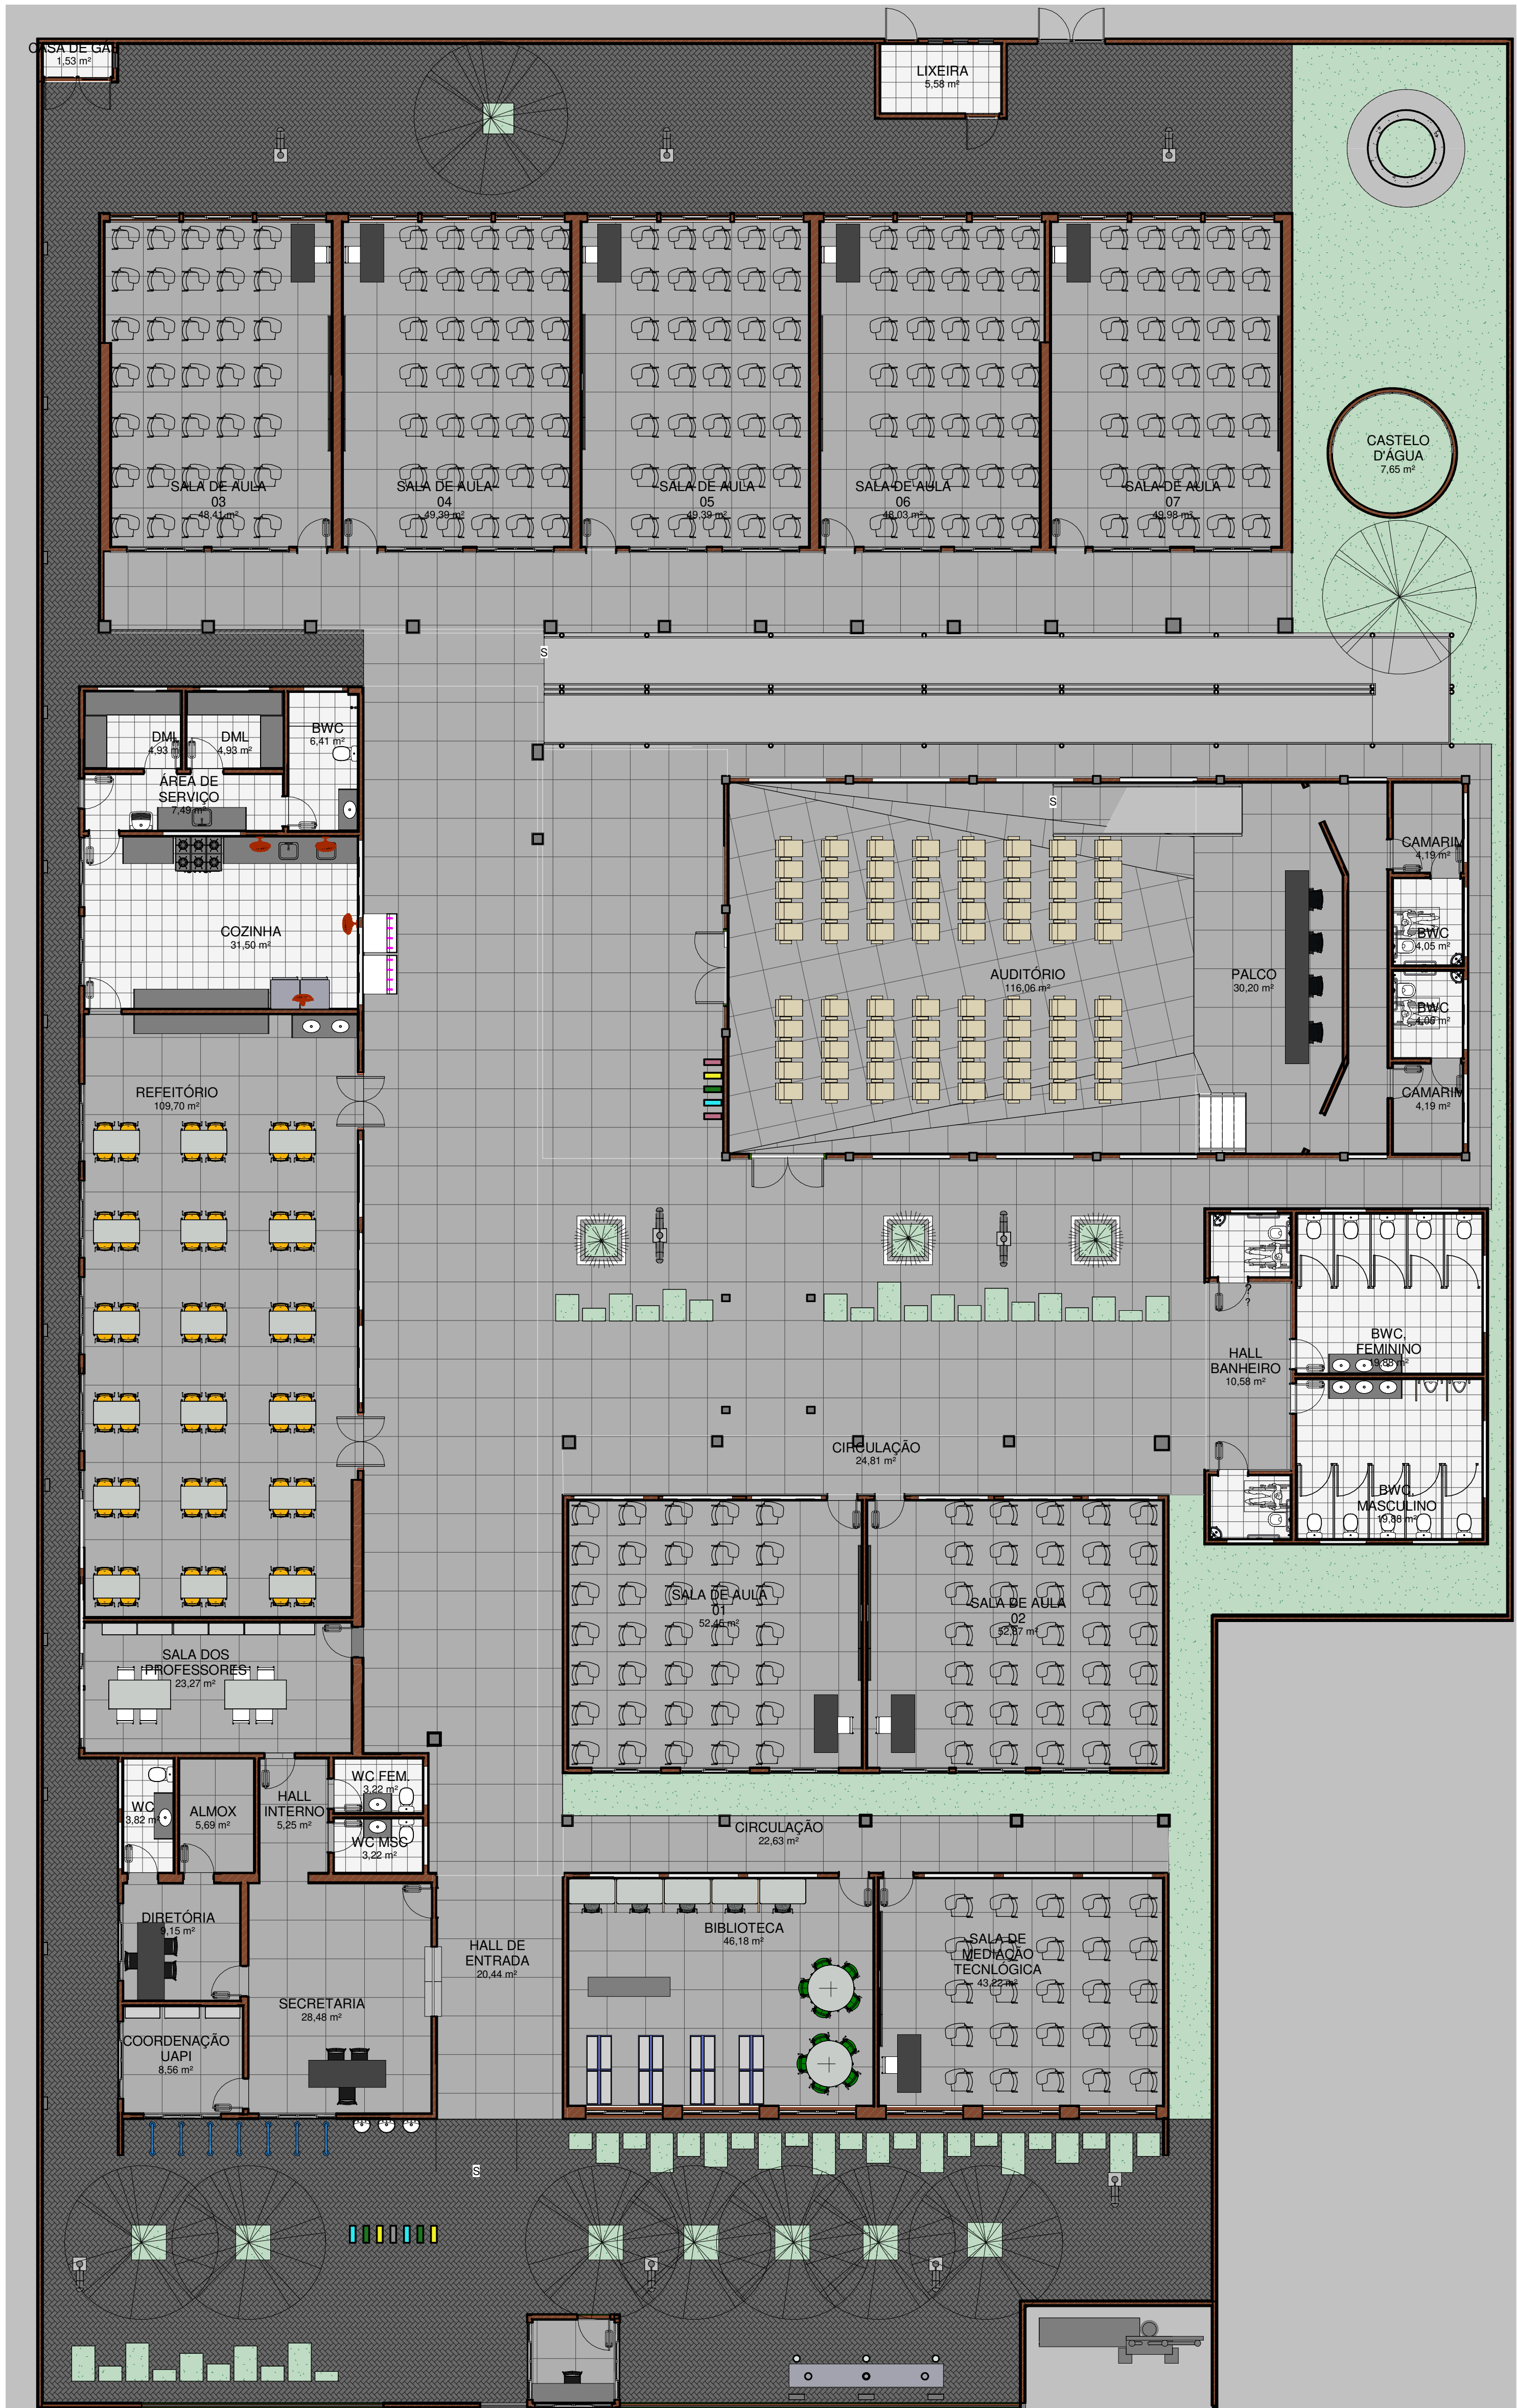 CASA DE GÁS
1,53 m²
LIXEIRA
5,58 m²
SALA DE AULA
03
48,41 m²
SALA DE AULA
04
49,39 m²
SALA DE AULA
05
49,39 m²
SALA DE AULA
06
48,03 m²
SALA DE AULA
07
49,98 m²
CASTELO
D'ÁGUA
7,65 m²
S
DML
4,93 m²
DML
4,93 m²
BWC
6,41 m²
ÁREA DE
SERVIÇO
7,49 m²
S
COZINHA
31,50 m²
AUDITÓRIO
116,06 m²
PALCO
30,20 m²
CAMARIM
4,19 m²
BWC
4,05 m²
BWC
4,05 m²
CAMARIM
4,19 m²
REFEITÓRIO
109,70 m²
?
?
HALL
BANHEIRO
10,58 m²
BWC,
FEMININO
19,88 m²
CIRCULAÇÃO
24,81 m²
BWC,
MASCULINO
19,88 m²
SALA DE AULA
01
52,45 m²
SALA DE AULA
02
52,87 m²
SALA DOS
PROFESSORES
23,27 m²
WC
3,82 m²
ALMOX
5,69 m²
HALL
INTERNO
5,25 m²
WC FEM.
3,22 m²
WC MSC
3,22 m²
CIRCULAÇÃO
22,63 m²
DIRETÓRIA
9,15 m²
HALL DE
ENTRADA
20,44 m²
BIBLIOTECA
46,18 m²
SALA DE
MEDIAÇÃO
TECNLÓGICA
43,22 m²
SECRETARIA
28,48 m²
COORDENAÇÃO
UAPI
8,56 m²
S